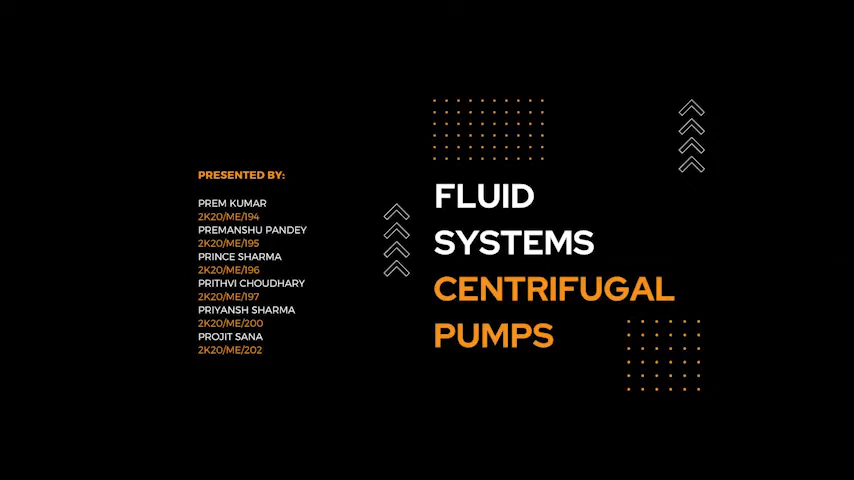 PRESENTED BY:
PREM KUMAR
2K20/ME/194
PREMANSHU PANDEY
2K20/ME/195
PRINCE SHARMA
2K20/ME/196
PRITHVI CHOUDHARY
2K20/ME/197
PRIYANSH SHARMA
2K20/ME/200
PROJIT SANA
2K20/ME/202
FLUID
SYSTEMS
CENTRIFUGAL
PUMPS